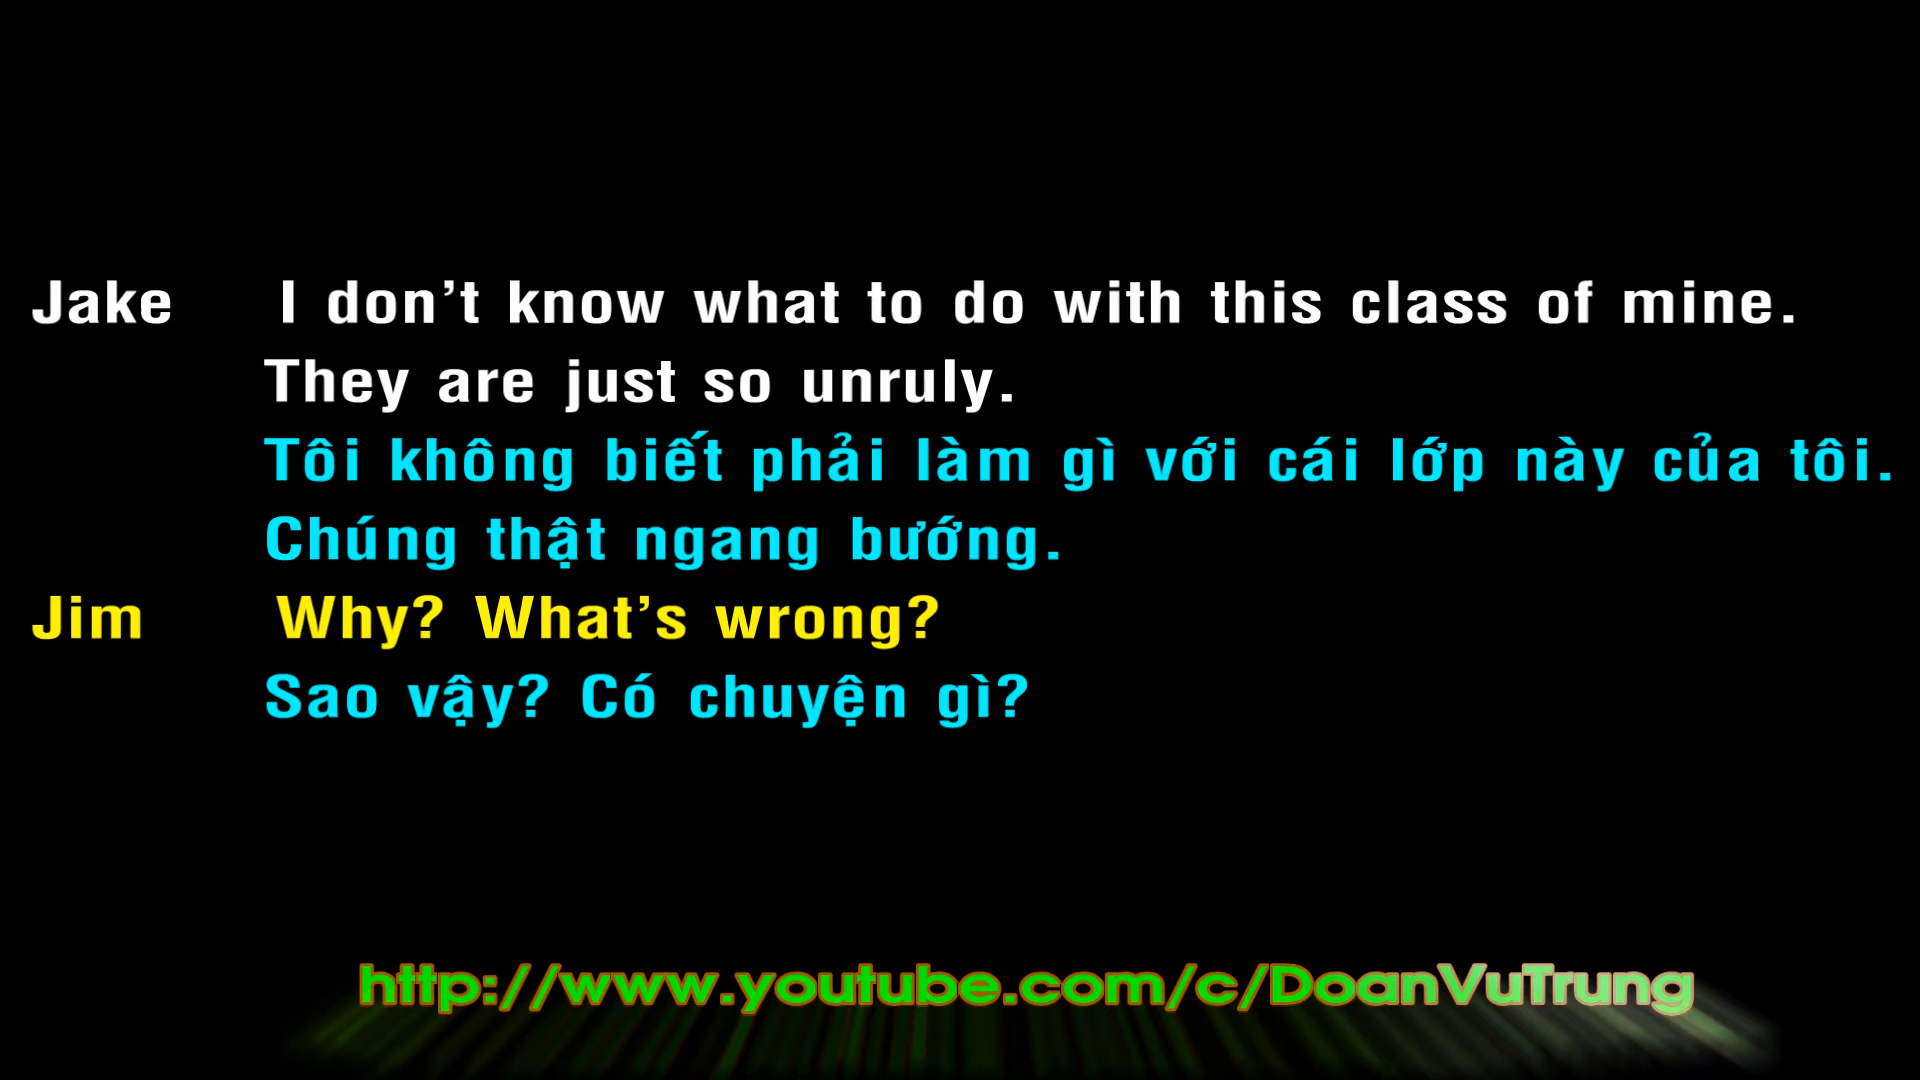 Jake I don't know what to do with this class of mine.
They are just so unruly.
Tôi không biết phải làm gì với cái lớp này của tôi.
Chúng thật ngang bướng.
Jim Why? What's wrong?
Sao vậy? Có chuyện gì?
http://www.youtube.com/c/DoanVuTrung